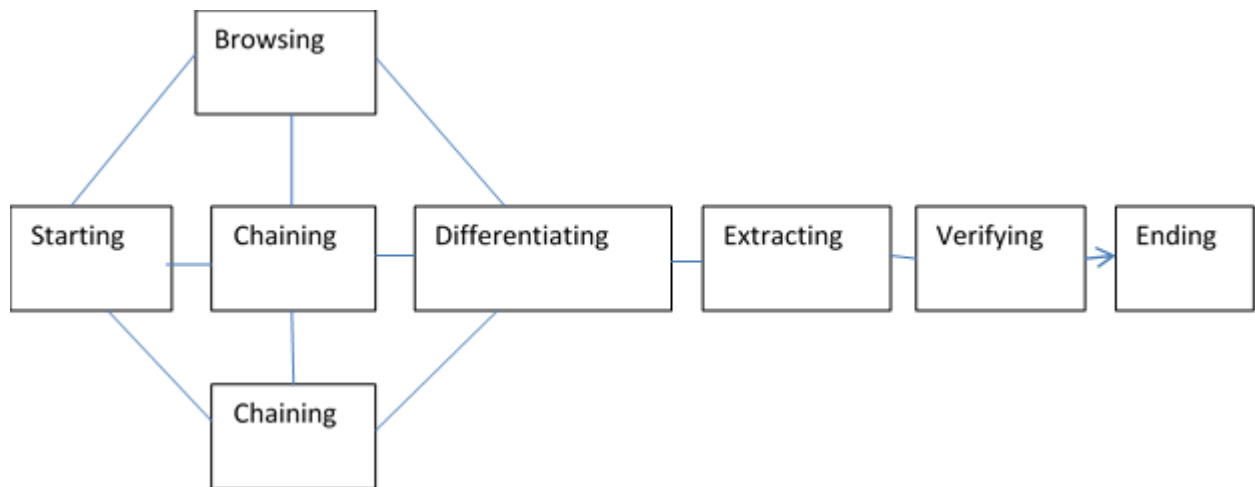 Browsing
Starting
Chaining
Differentiating
Extracting
Verifying
Ending
Chaining